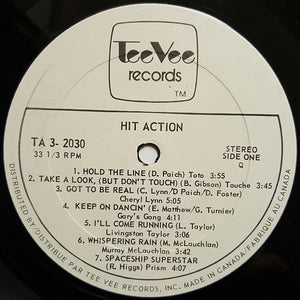 TeeVee
records
TM
HIT ACTION
TA 3- 2030
33 1/3 RPM
STEREO
SIDE ONE
Q
1. HOLD THE LINE (D. Paich) Toto 3:55
2. TAKE A LOOK, (BUT DON'T TOUCH) (B. Gibson) Touche 3:45
3. GOT TO BE REAL (C. Lynn/D Paich/D. Foster)
Cheryl Lynn 5:05
4. KEEP ON DANCIN' (E. Matthew/G. Turnier)
Gary's Gang 4:11
5. I'LL COME RUNNING (L. Taylor)
Livingston Taylor 2:50
6. WHISPERING RAIN (M. McLauchlan)
Murray McLauchlan 3:42
7. SPACESHIP SUPERSTAR
(R. Higgs) Prism 4:07
DISTRIBUTED BY/DISTRIBUE PAR TEE VEE RECORDS, INC. MADE IN CANADA/FABRIQUE AU CANADA